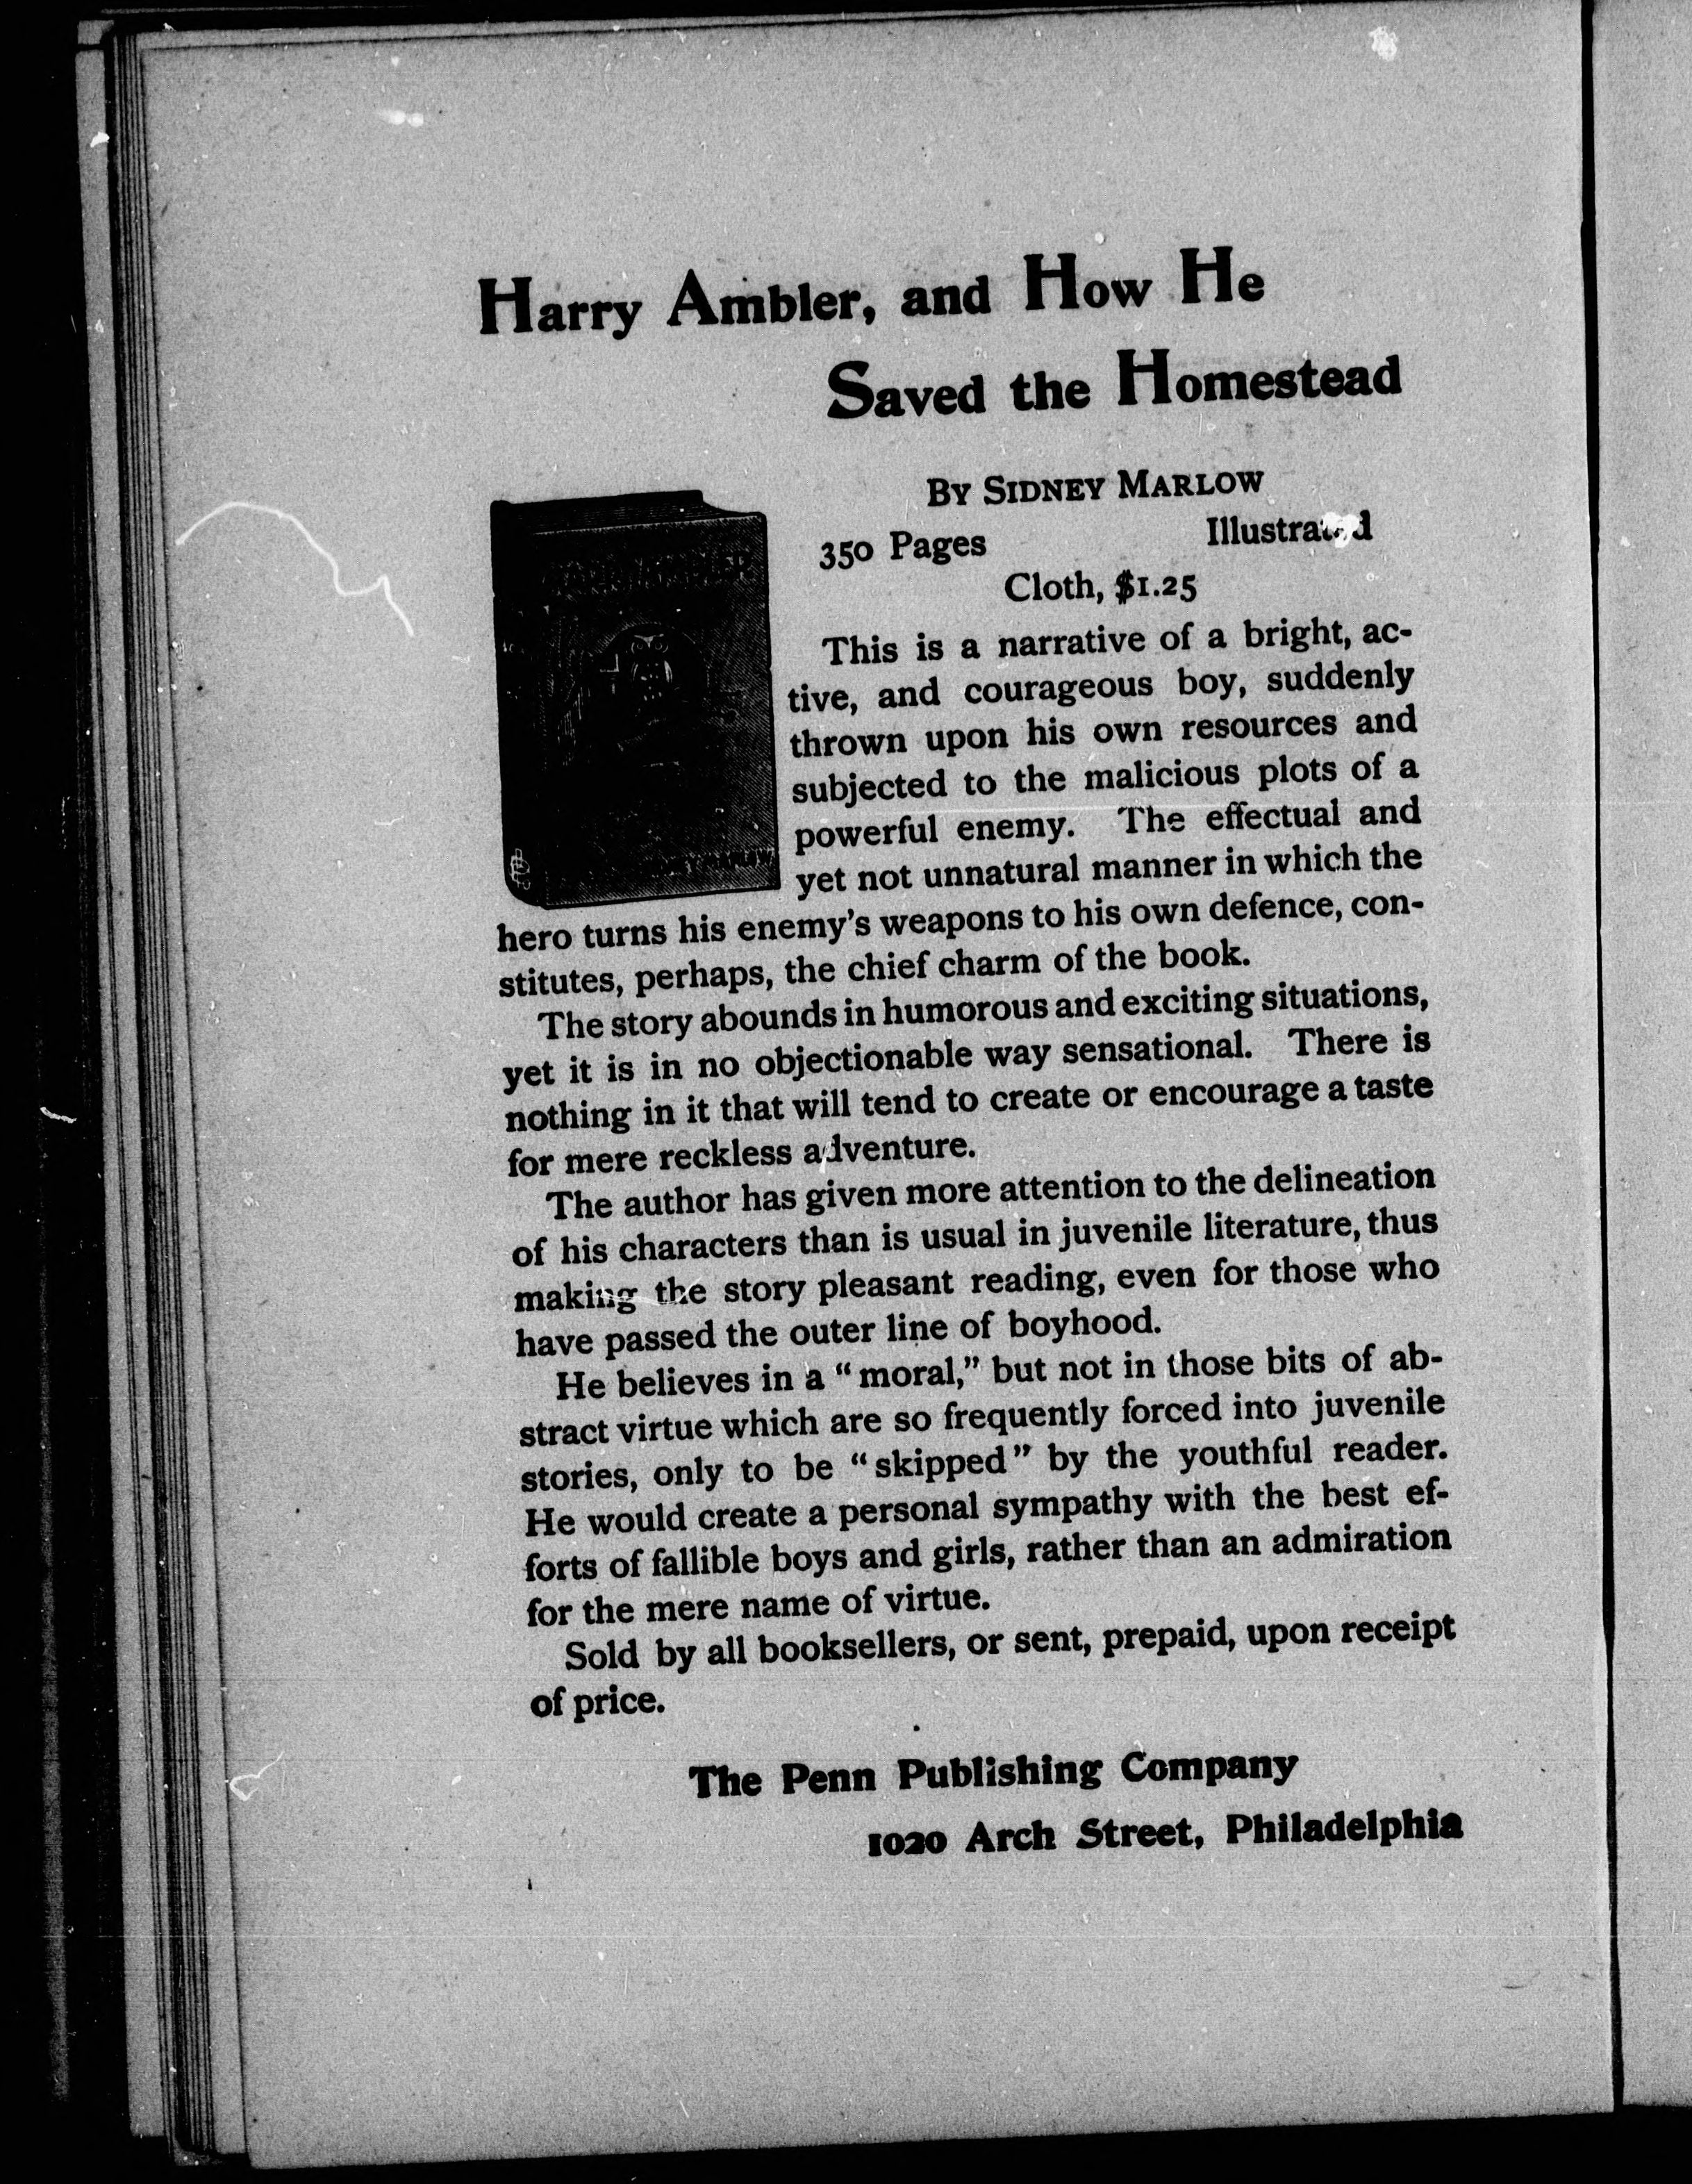 Harry Ambler, and How He
Saved the Homestead
By Sidney Marlow
350 Pages Illustrated
Cloth, $1.25
This is a narrative of a bright, ac-
tive, and courageous boy, suddenly
thrown upon his own resources and
subjected to the malicious plots of a
powerful enemy. The effectual and
yet not unnatural manner in which the
hero turns his enemy's weapons to his own defence, con-
stitutes, perhaps, the chief charm of the book.
The story abounds in humorous and exciting situations,
yet it is in no objectionable way sensational. There is
nothing in it that will tend to create or encourage a taste
for mere reckless adventure.
The author has given more attention to the delineation
of his characters than is usual in juvenile literature, thus
making the story pleasant reading, even for those who
have passed the outer line of boyhood.
He believes in a “moral,” but not in those bits of ab-
stract virtue which are so frequently forced into juvenile
stories, only to be “skipped” by the youthful reader.
He would create a personal sympathy with the best ef-
forts of fallible boys and girls, rather than an admiration
for the mere name of virtue.
Sold by all booksellers, or sent, prepaid, upon receipt
of price.
The Penn Publishing Company
1020 Arch Street, Philadelphia